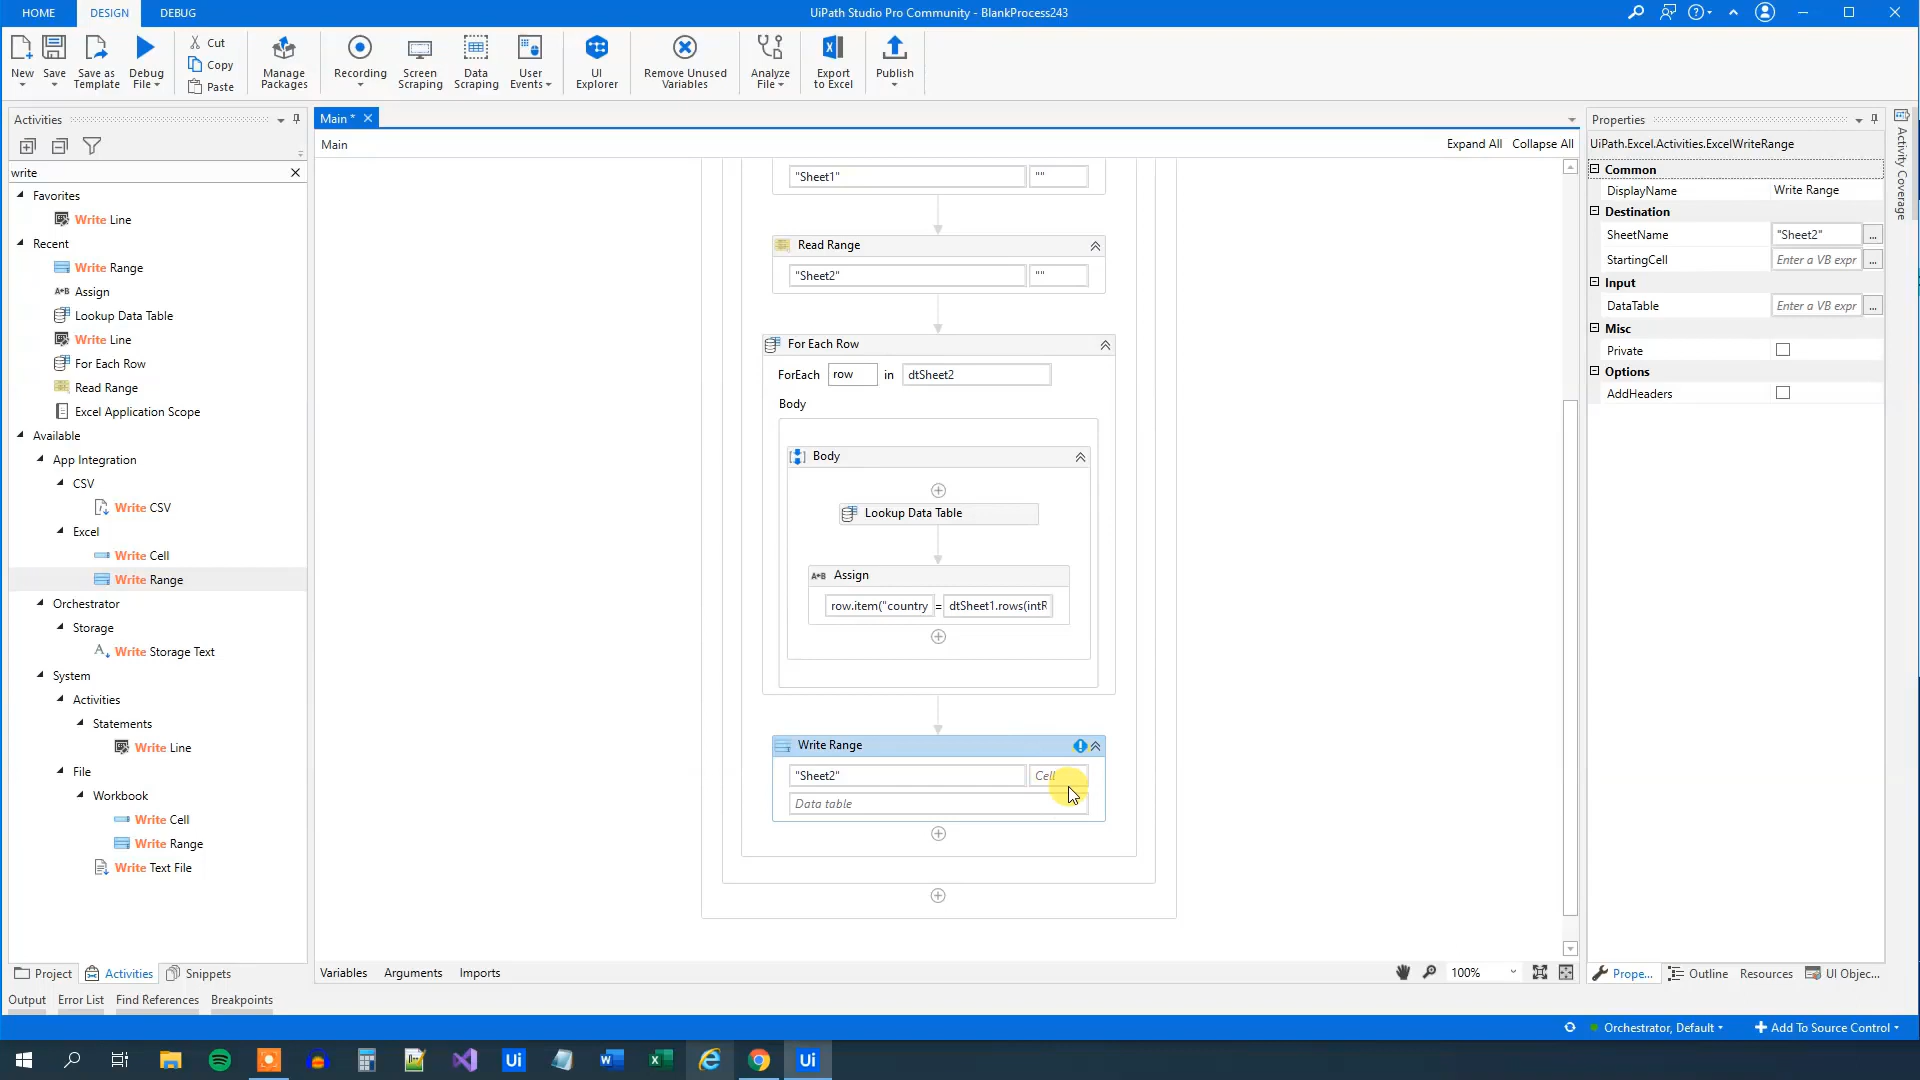 HOME DESIGN DEBUG UiPath Studio Pro Community - BlankProcess243
New Save Save as Template Debug File Cut Copy Paste Manage Packages Recording Screen Scraping Data Scraping User Events UI Explorer Remove Unused Variables Analyze File Export to Excel Publish
Activities
write
Favorites
Write Line
Recent
Write Range
A+B Assign
Lookup Data Table
Write Line
For Each Row
Read Range
Excel Application Scope
Available
App Integration
CSV
Write CSV
Excel
Write Cell
Write Range
Orchestrator
Storage
Write Storage Text
System
Activities
Statements
Write Line
File
Workbook
Write Cell
Write Range
Write Text File
Project Activities Snippets
Main *
Main Expand All Collapse All
"Sheet1" ""
Read Range
"Sheet2" ""
For Each Row
ForEach row in dtSheet2
Body
Body
Lookup Data Table
A+B Assign
row.item("country = dtSheet1.rows(intR
Write Range
"Sheet2" Cell
Data table
Variables Arguments Imports 100%
Properties
UiPath.Excel.Activities.ExcelWriteRange
Common
DisplayName Write Range
Destination
SheetName "Sheet2" ...
StartingCell Enter a VB expr ...
Input
DataTable Enter a VB expr ...
Misc
Private
Options
AddHeaders
Activity Coverage
Prope... Outline Resources UI Objec...
Output Error List Find References Breakpoints
Orchestrator, Default Add To Source Control
Ui Ui